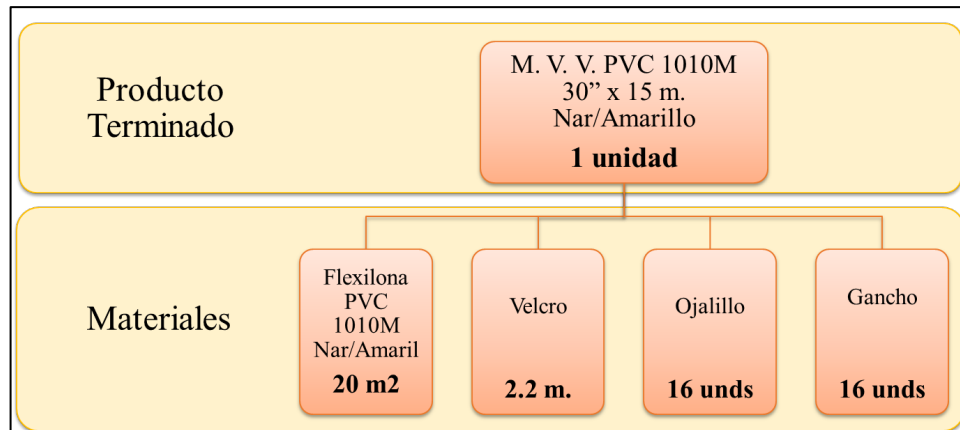 Producto
Terminado
M. V. V. PVC 1010M
30” x 15 m.
Nar/Amarillo
1 unidad
Materiales
Flexilona
PVC
1010M
Nar/Amaril
20 m2
Velcro
2.2 m.
Ojalillo
16 unds
Gancho
16 unds